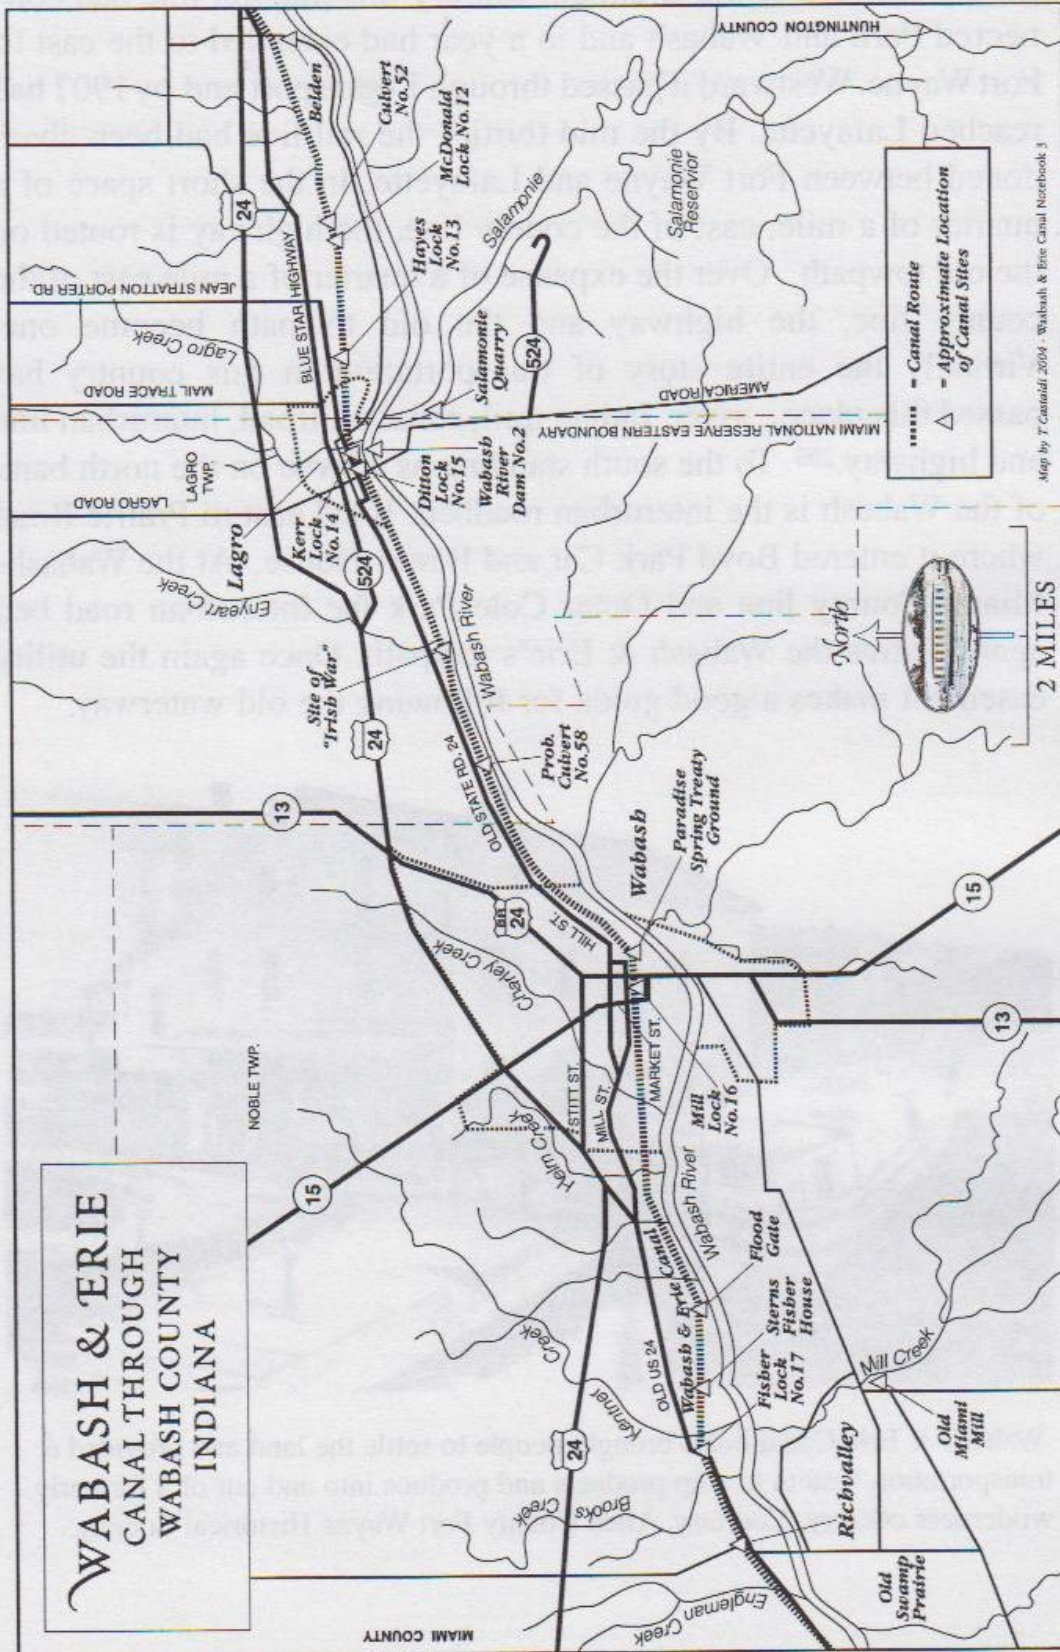 WABASH & ERIE
CABAL THROUGH
WABASH COUNTY
INDIANA
MIAMI COUNTY
HUNTINGTON COUNTY
NOBLE TWP.
LAGRO
TWP.
15
13
24
24
BR
24
24
524
524
13
15
Engleman
Creek
Brooks
Creek
Kentner
Creek
Helm Creek
Charley Creek
Enyeart Creek
Lagro Creek
LAGRO ROAD
MAIL TRACE ROAD
JEAN STRATTON PORTER RD.
BLUE STAR HIGHWAY
Belden
Culvert
No.52
McDonald
Lock No.12
Hayes
Lock
No.13
Salamonie
Quarry
Wabash
River
Dam No.2
Ditton
Lock
No.15
Kerr
Lock
No.14
Lagro
Site of
"Irish War"
OLD STATE RD. 24
Wabash River
Prob.
Culvert
No.58
Wabash
Paradise
Spring Treaty
Ground
HILL ST.
STITT ST.
MILL ST.
MARKET ST.
Mill
Lock
No.16
Wabash River
Wabash & Erie Canal
OLD US 24
Flood
Gate
Sterns
Fisher
House
Fisher
Lock
No.17
Mill Creek
Old
Miami
Mill
Richvalley
Old
Swamp
Prairie
Salamonie
Salamonie
Reservior
AMERICA ROAD
MIAMI NATIONAL RESERVE EASTERN BOUNDARY
North
2 MILES
= Canal Route
= Approximate Location
of Canal Sites
Map by T Castaldi 2004 - Wabash & Erie Canal Notebook 3